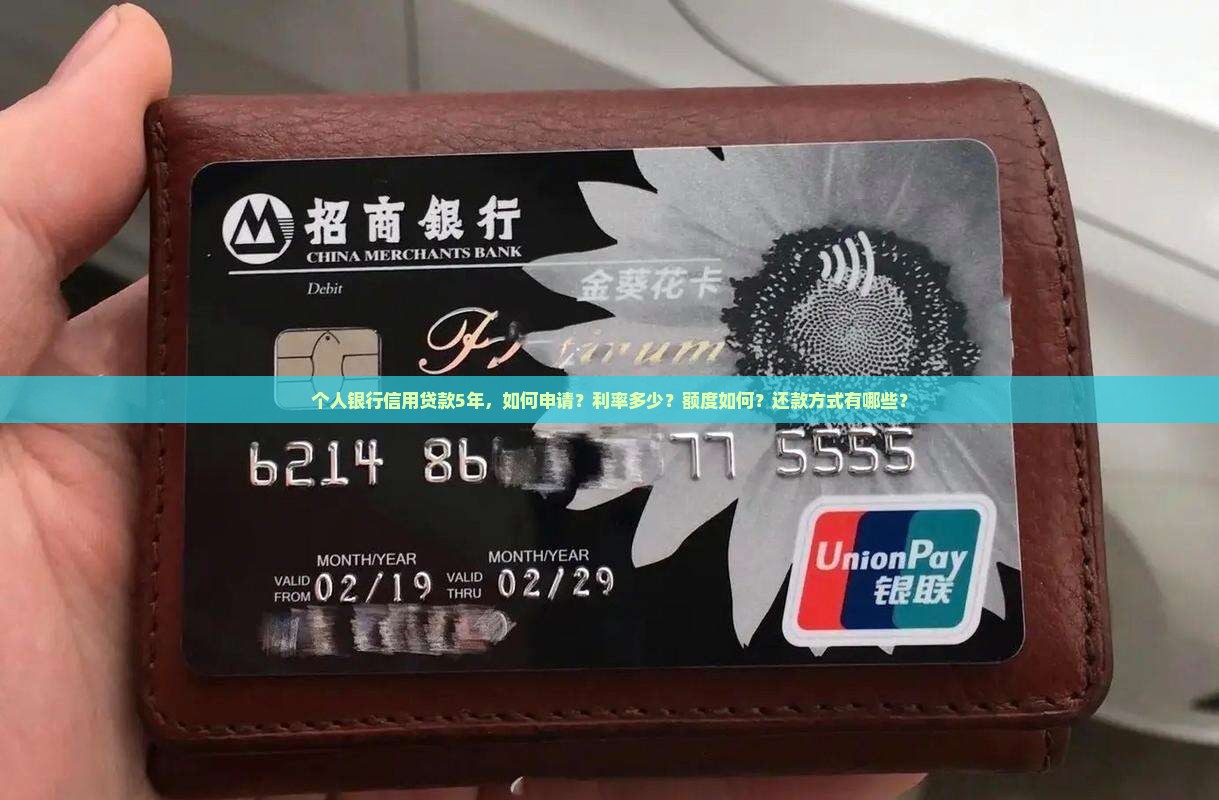 招商銀行
CHINA MERCHANTS BANK
Debit
金葵花卡
个人银行信用贷款5年，如何申请？利率多少？额度如何？还款方式有哪些？
6214 86 77 5555
MONTH/YEAR MONTH/YEAR
VALID FROM 02/19 VALID THRU 02/29
UnionPay
银联